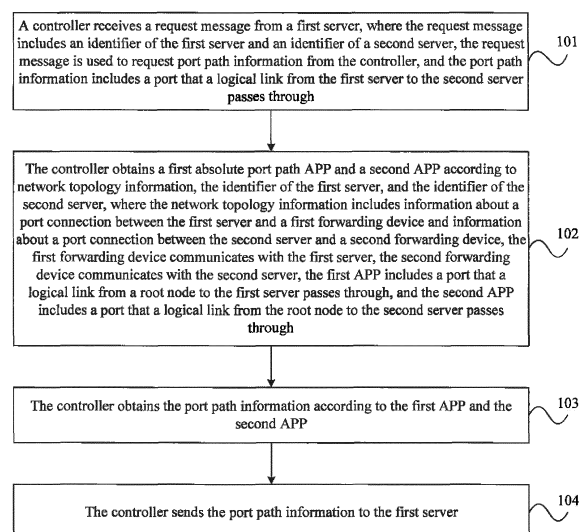 A controller receives a request message from a first server, where the request message
includes an identifier of the first server and an identifier of a second server, the request
message is used to request port path information from the controller, and the port path
information includes a port that a logical link from the first server to the second server
passes through
101
The controller obtains a first absolute port path APP and a second APP according to
network topology information, the identifier of the first server, and the identifier of the
second server, where the network topology information includes information about a
port connection between the first server and a first forwarding device and information
about a port connection between the second server and a second forwarding device, the
first forwarding device communicates with the first server, the second forwarding
device communicates with the second server, the first APP includes a port that a
logical link from a root node to the first server passes through, and the second APP
includes a port that a logical link from the root node to the second server passes
through
102
The controller obtains the port path information according to the first APP and the
second APP
103
The controller sends the port path information to the first server
104